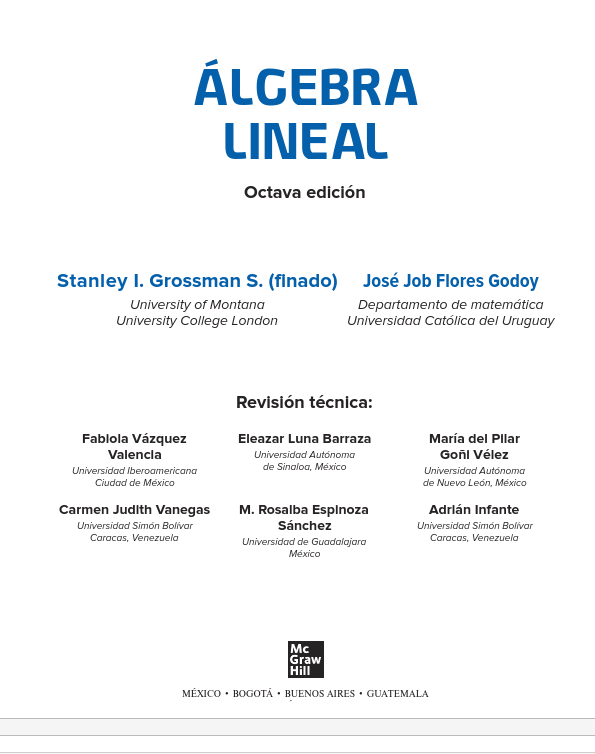 ÁLGEBRA
LINEAL
Octava edición
Stanley I. Grossman S. (finado)
University of Montana
University College London
José Job Flores Godoy
Departamento de matemática
Universidad Católica del Uruguay
Revisión técnica:
Fabiola Vázquez
Valencia
Universidad Iberoamericana
Ciudad de México
Eleazar Luna Barraza
Universidad Autónoma
de Sinaloa, México
María del Pilar
Goñi Vélez
Universidad Autónoma
de Nuevo León, México
Carmen Judith Vanegas
Universidad Simón Bolívar
Caracas, Venezuela
M. Rosalba Espinoza
Sánchez
Universidad de Guadalajara
México
Adrián Infante
Universidad Simón Bolívar
Caracas, Venezuela
Mc
Graw
Hill
MÉXICO • BOGOTÁ • BUENOS AIRES • GUATEMALA